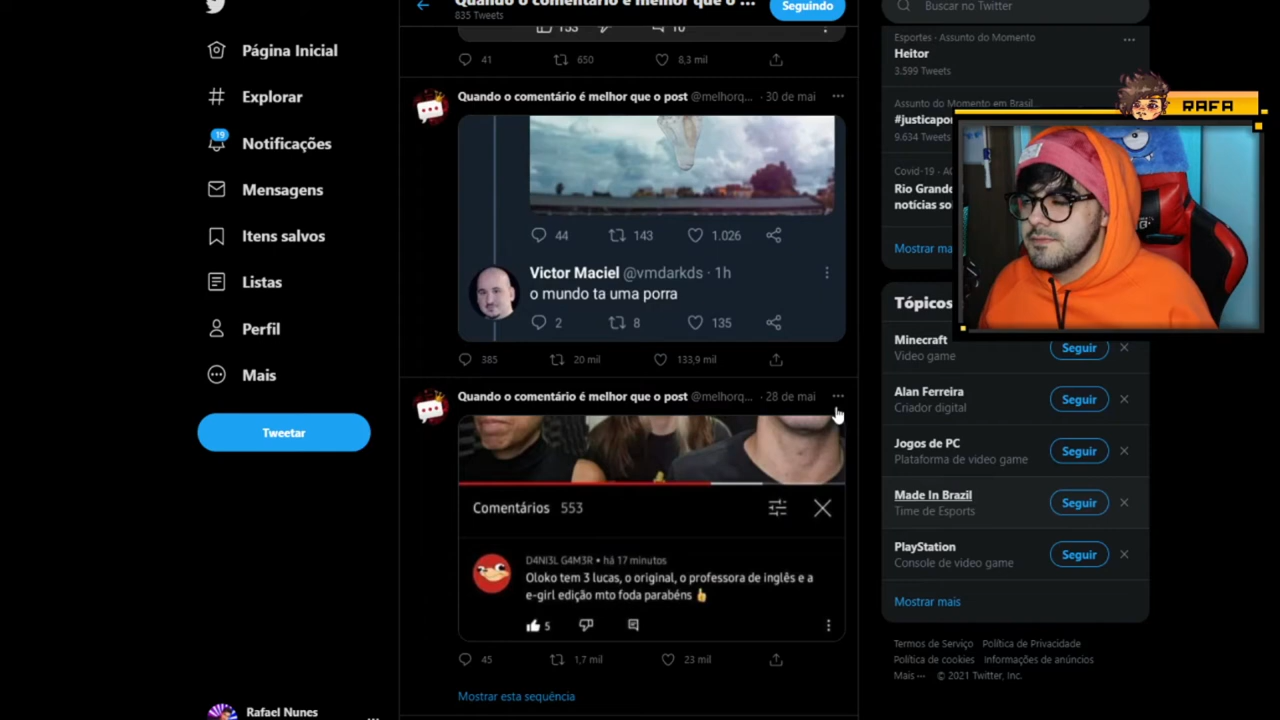 Página Inicial
Explorar
19
Notificações
Mensagens
Itens salvos
Listas
Perfil
Mais
Tweetar
Rafael Nunes
Quando o comentário é melhor que o ...
835 Tweets
Seguindo
153
10
41
650
8,3 mil
Quando o comentário é melhor que o post @melhorq... · 30 de mai
44
143
1.026
Victor Maciel @vmdarkds · 1h
o mundo ta uma porra
2
8
135
385
20 mil
133,9 mil
Quando o comentário é melhor que o post @melhorq... · 28 de mai
Comentários 553
D4NI3L G4M3R • há 17 minutos
Oloko tem 3 lucas, o original, o professora de inglês e a
e-girl edição mto foda parabéns
5
45
1,7 mil
23 mil
Mostrar esta sequência
Buscar no Twitter
Esportes · Assunto do Momento
Heitor
3.599 Tweets
Assunto do Momento em Brasil
#justicapo
9.634 Tweets
Covid-19 · A
Rio Grande
notícias so
Mostrar ma
RAFA
Tópicos
Minecraft
Video game
Seguir
Alan Ferreira
Criador digital
Seguir
Jogos de PC
Plataforma de video game
Seguir
Made In Brazil
Time de Esports
Seguir
PlayStation
Console de video game
Seguir
Mostrar mais
Termos de Serviço Política de Privacidade
Política de cookies Informações de anúncios
Mais ··· © 2021 Twitter, Inc.